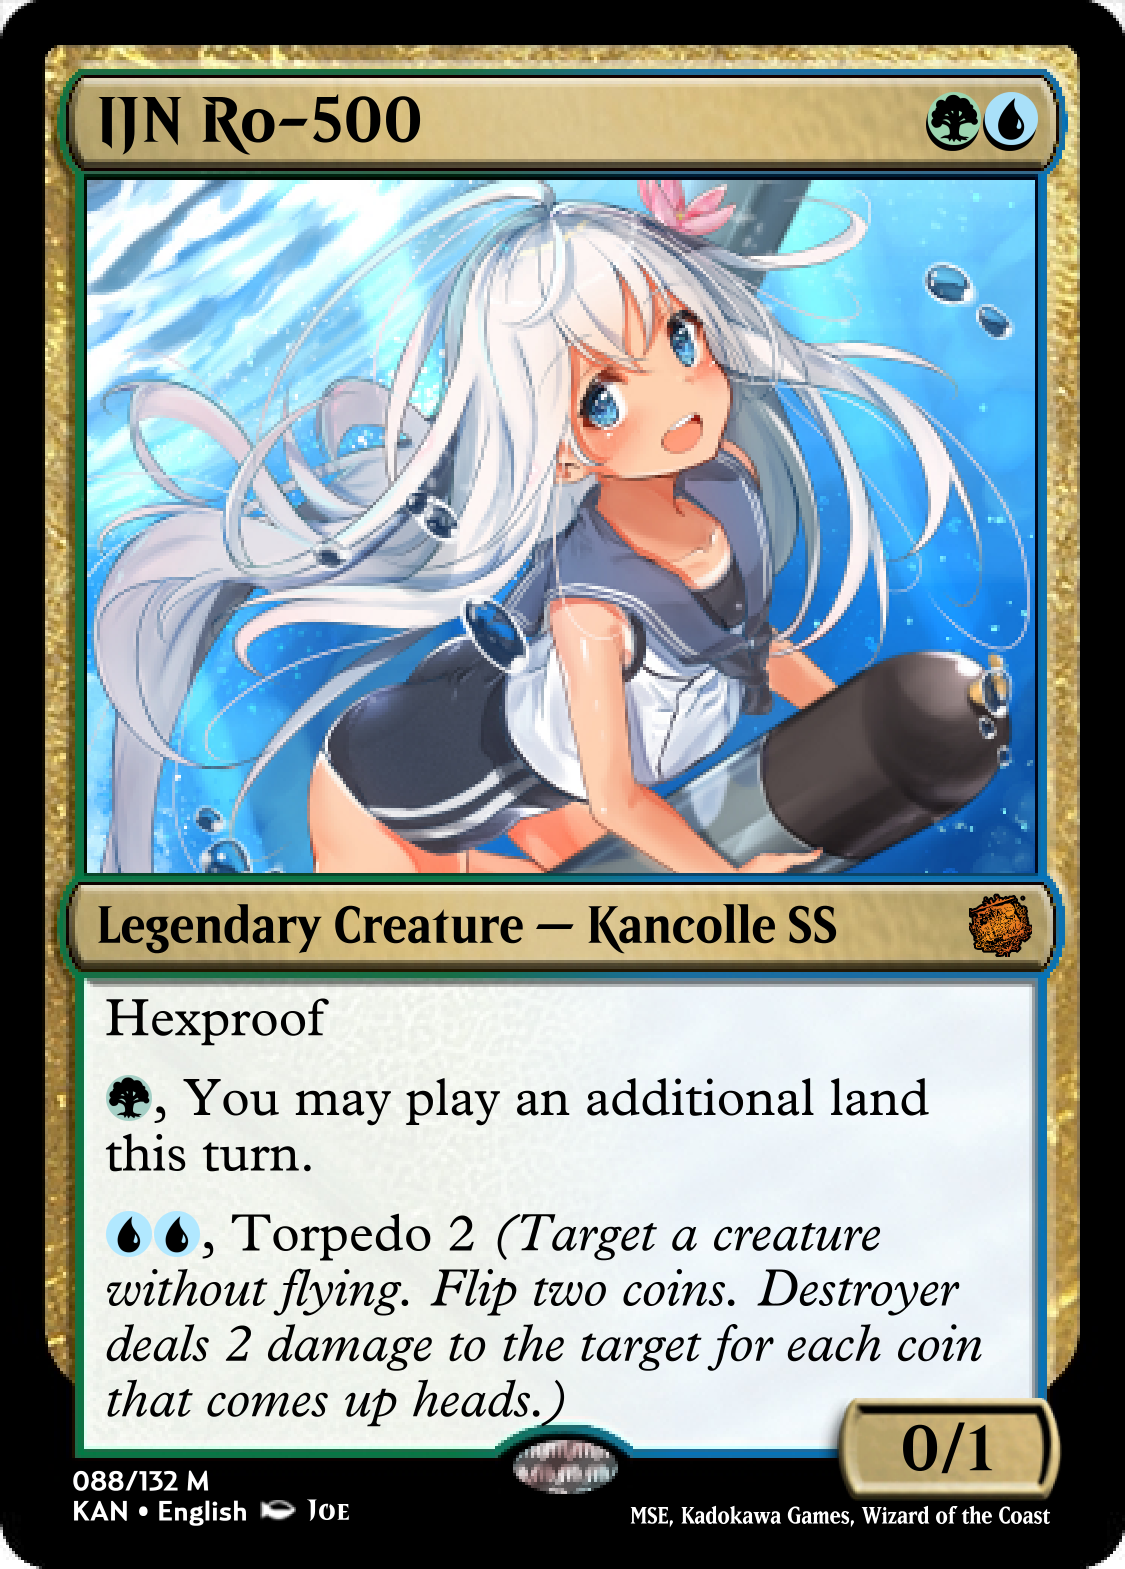 IJN Ro-500
Legendary Creature — Kancolle SS
Hexproof
, You may play an additional land
this turn.
, Torpedo 2 (Target a creature
without flying. Flip two coins. Destroyer
deals 2 damage to the target for each coin
that comes up heads.)
0/1
088/132 M
KAN • English JOE
MSE, Kadokawa Games, Wizard of the Coast